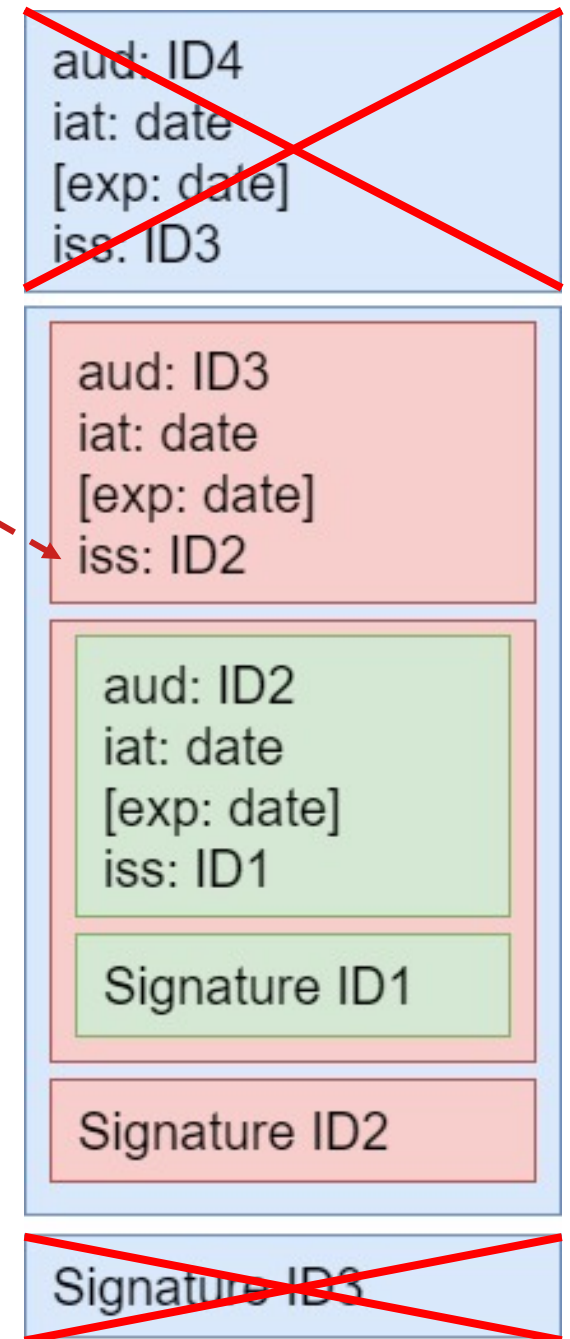 aud: ID4
iat: date
[exp: date]
iss: ID3
aud: ID3
iat: date
[exp: date]
iss: ID2
aud: ID2
iat: date
[exp: date]
iss: ID1
Signature ID1
Signature ID2
Signature ID3